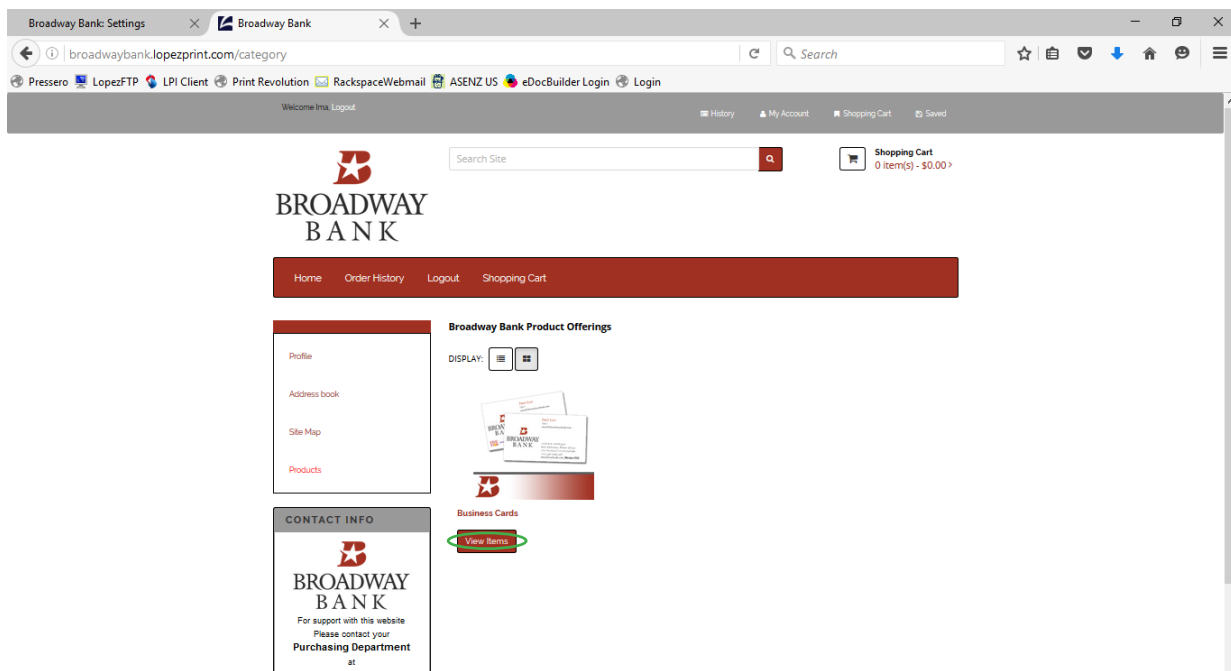 Broadway Bank: Settings
Broadway Bank
broadwaybank.lopezprint.com/category
Search
Pressero LopezFTP LPI Client Print Revolution RackspaceWebmail ASENZ US eDocBuilder Login Login
Welcome Ima, Logout
History My Account Shopping Cart Saved
BROADWAY
BANK
Search Site
Shopping Cart
0 item(s) - $0.00 >
Home Order History Logout Shopping Cart
Profile
Address book
Site Map
Products
Broadway Bank Product Offerings
DISPLAY:
BROADWAY
BANK
Business Cards
View Items
CONTACT INFO
BROADWAY
BANK
For support with this website
Please contact your
Purchasing Department
at